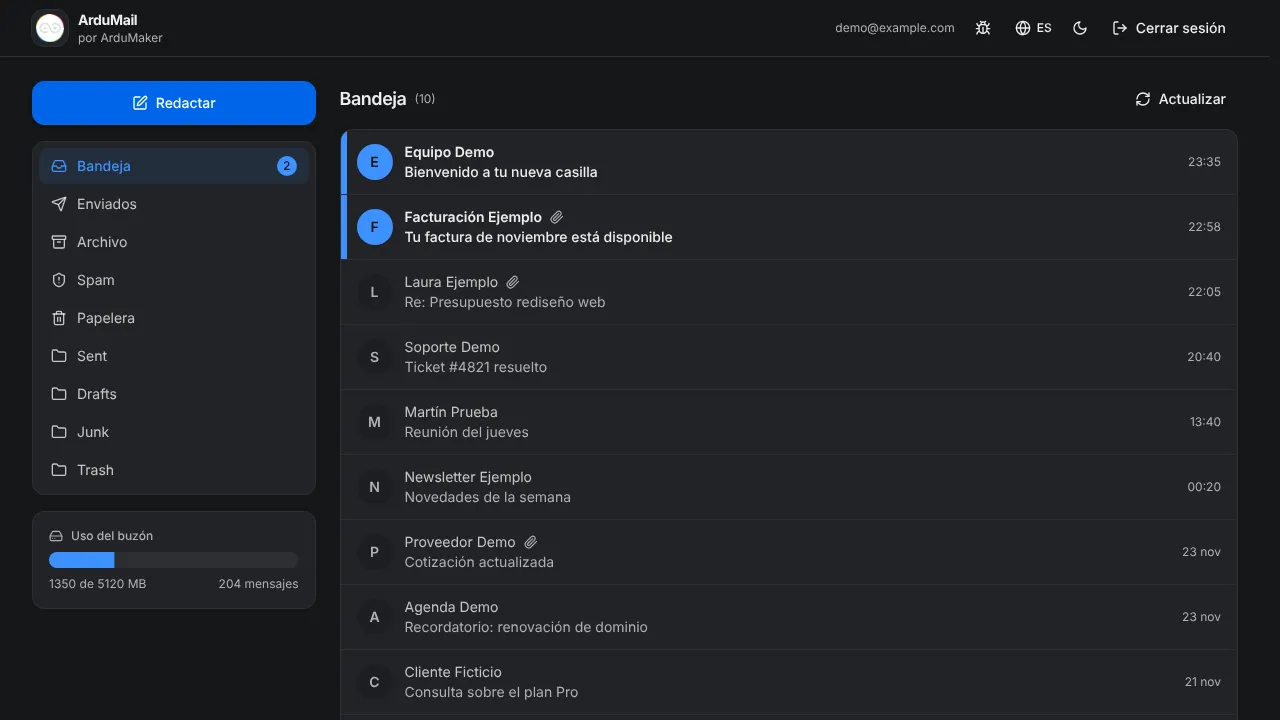 ArduMail
por ArduMaker
demo@example.com
ES
Cerrar sesión
Redactar
Bandeja
2
Enviados
Archivo
Spam
Papelera
Sent
Drafts
Junk
Trash
Uso del buzón
1350 de 5120 MB
204 mensajes
Bandeja (10)
Actualizar
E
Equipo Demo
Bienvenido a tu nueva casilla
23:35
F
Facturación Ejemplo
Tu factura de noviembre está disponible
22:58
L
Laura Ejemplo
Re: Presupuesto rediseño web
22:05
S
Soporte Demo
Ticket #4821 resuelto
20:40
M
Martín Prueba
Reunión del jueves
13:40
N
Newsletter Ejemplo
Novedades de la semana
00:20
P
Proveedor Demo
Cotización actualizada
23 nov
A
Agenda Demo
Recordatorio: renovación de dominio
23 nov
C
Cliente Ficticio
Consulta sobre el plan Pro
21 nov